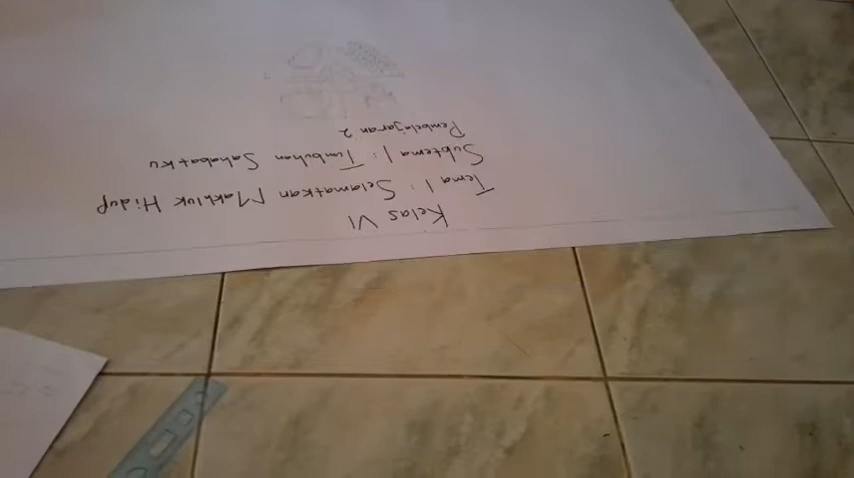 Kelas VI
Tema 1 : Selamatkan Makhluk Hidup
Subtema 1 : Tumbuhan Sahabatku
Pembelajaran 2